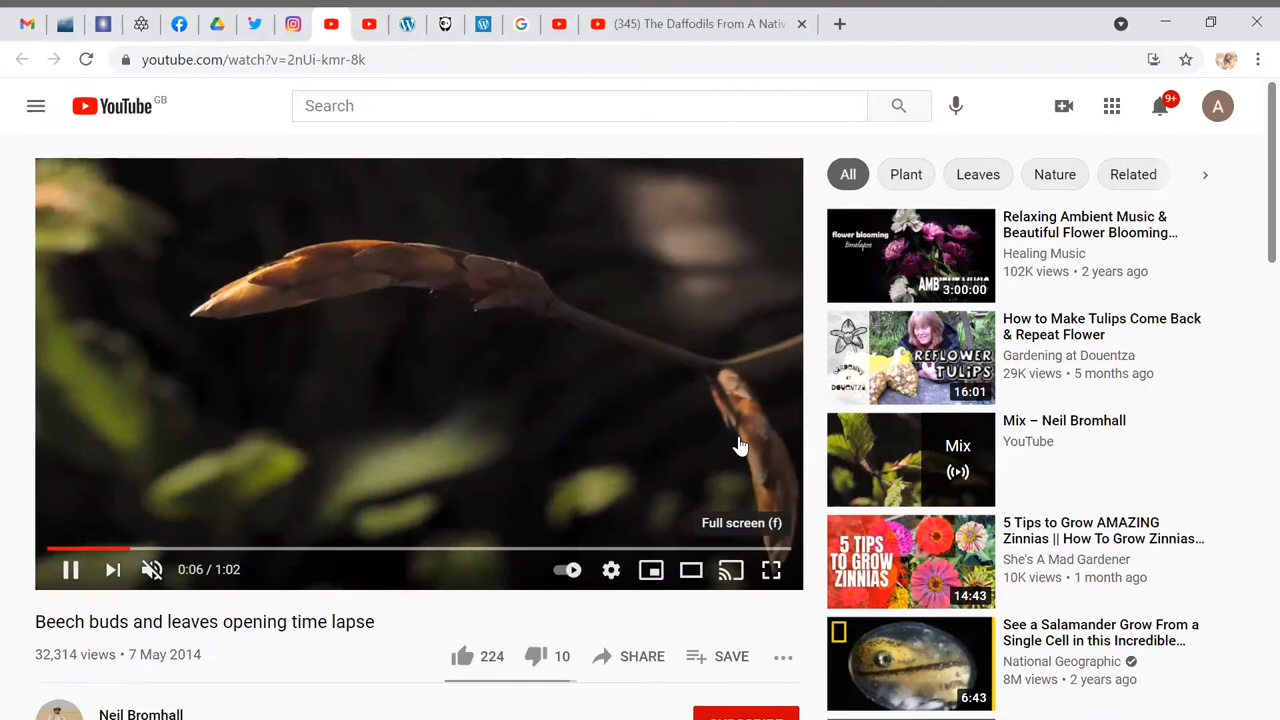 (345) The Daffodils From A Nativ
youtube.com/watch?v=2nUi-kmr-8k
YouTube GB
Search
9+
A
All
Plant
Leaves
Nature
Related
flower blooming
timelapse
3:00:00
Relaxing Ambient Music &
Beautiful Flower Blooming...
Healing Music
102K views • 2 years ago
REFLOWER
TULIPS
GARDENING
AT
DOUENTZA
16:01
How to Make Tulips Come Back
& Repeat Flower
Gardening at Douentza
29K views • 5 months ago
Mix
Mix – Neil Bromhall
YouTube
5 TIPS
TO GROW
ZINNIAS
14:43
5 Tips to Grow AMAZING
Zinnias || How To Grow Zinnias...
She's A Mad Gardener
10K views • 1 month ago
6:43
See a Salamander Grow From a
Single Cell in this Incredible...
National Geographic
8M views • 2 years ago
Full screen (f)
0:06 / 1:02
Beech buds and leaves opening time lapse
32,314 views • 7 May 2014
224
10
SHARE
SAVE
Neil Bromhall